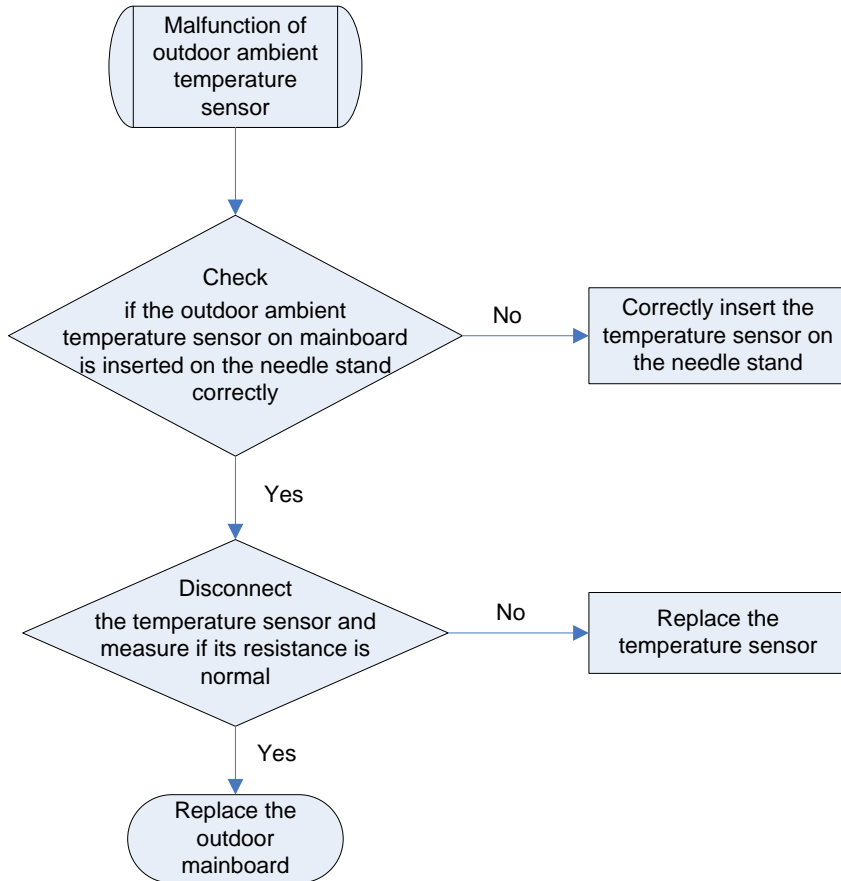 Malfunction of
outdoor ambient
temperature
sensor
Check
if the outdoor ambient
temperature sensor on mainboard
is inserted on the needle stand
correctly
No
Correctly insert the
temperature sensor on
the needle stand
Yes
Disconnect
the temperature sensor and
measure if its resistance is
normal
No
Replace the
temperature sensor
Yes
Replace the
outdoor
mainboard